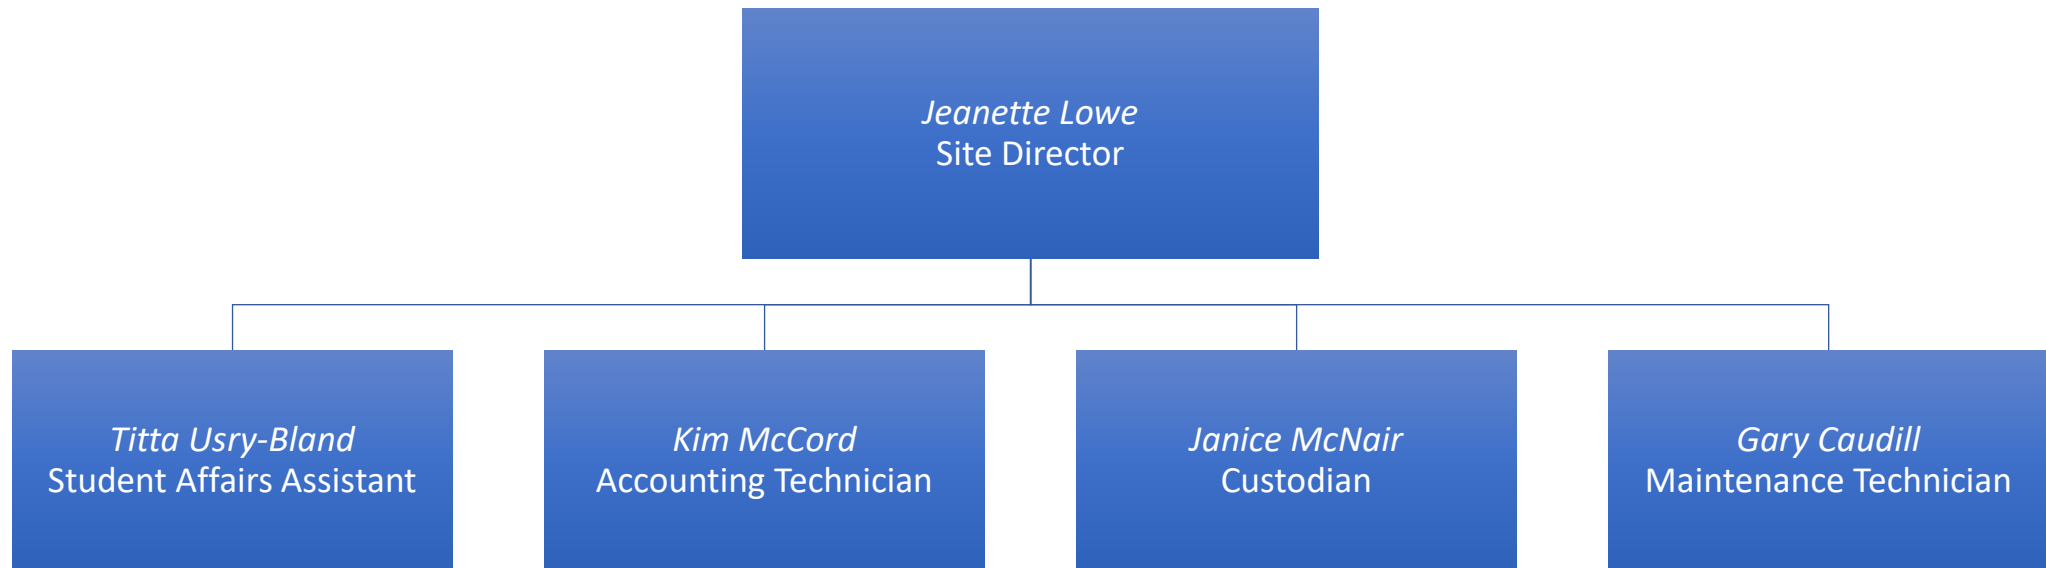 Jeanette Lowe
Site Director
Titta Usry-Bland
Student Affairs Assistant
Kim McCord
Accounting Technician
Janice McNair
Custodian
Gary Caudill
Maintenance Technician